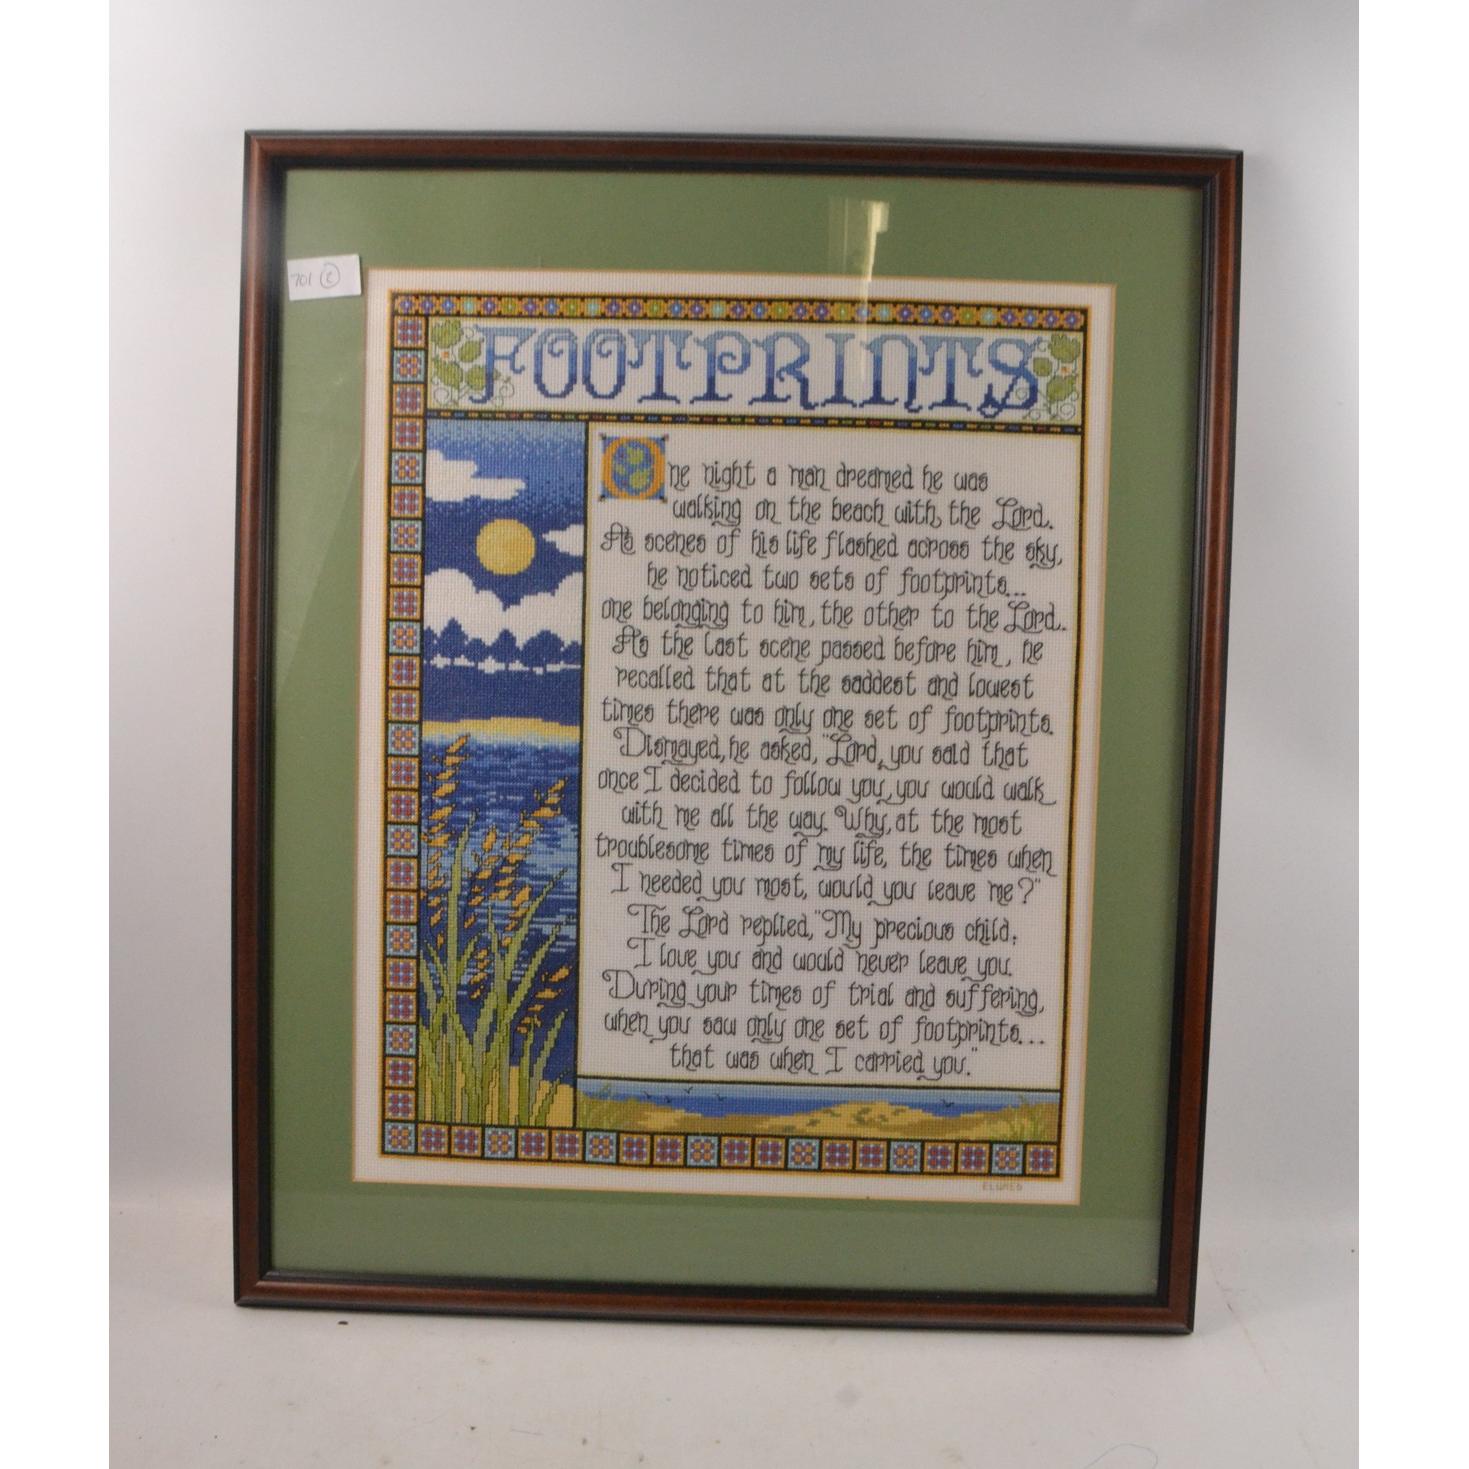 701 2
FOOTPRINTS
One night a man dreamed he was
walking on the beach with the Lord.
As scenes of his life flashed across the sky,
he noticed two sets of footprints...
one belonging to him, the other to the Lord.
As the last scene passed before him, he
recalled that at the saddest and lowest
times there was only one set of footprints.
Dismayed, he asked, "Lord, you said that
once I decided to follow you, you would walk
with me all the way. Why, at the most
troublesome times of my life, the times when
I needed you most, would you leave me?"
The Lord replied, "My precious child,
I love you and would never leave you.
During your times of trial and suffering,
when you saw only one set of footprints...
that was when I carried you."